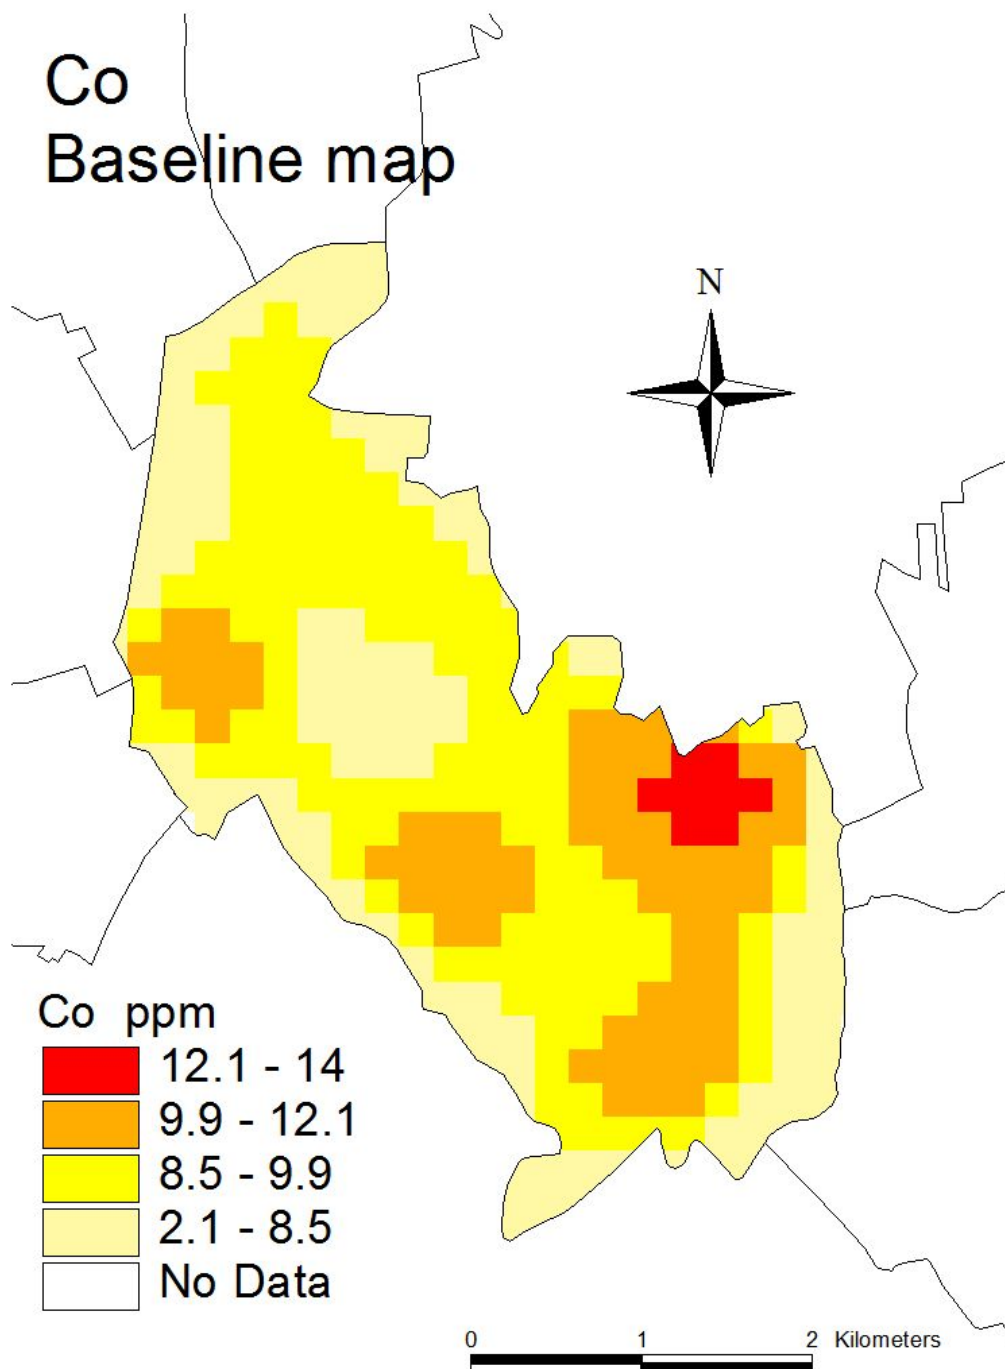 Co
Baseline map
N
Co ppm
12.1 - 14
9.9 - 12.1
8.5 - 9.9
2.1 - 8.5
No Data
0 1 2 Kilometers